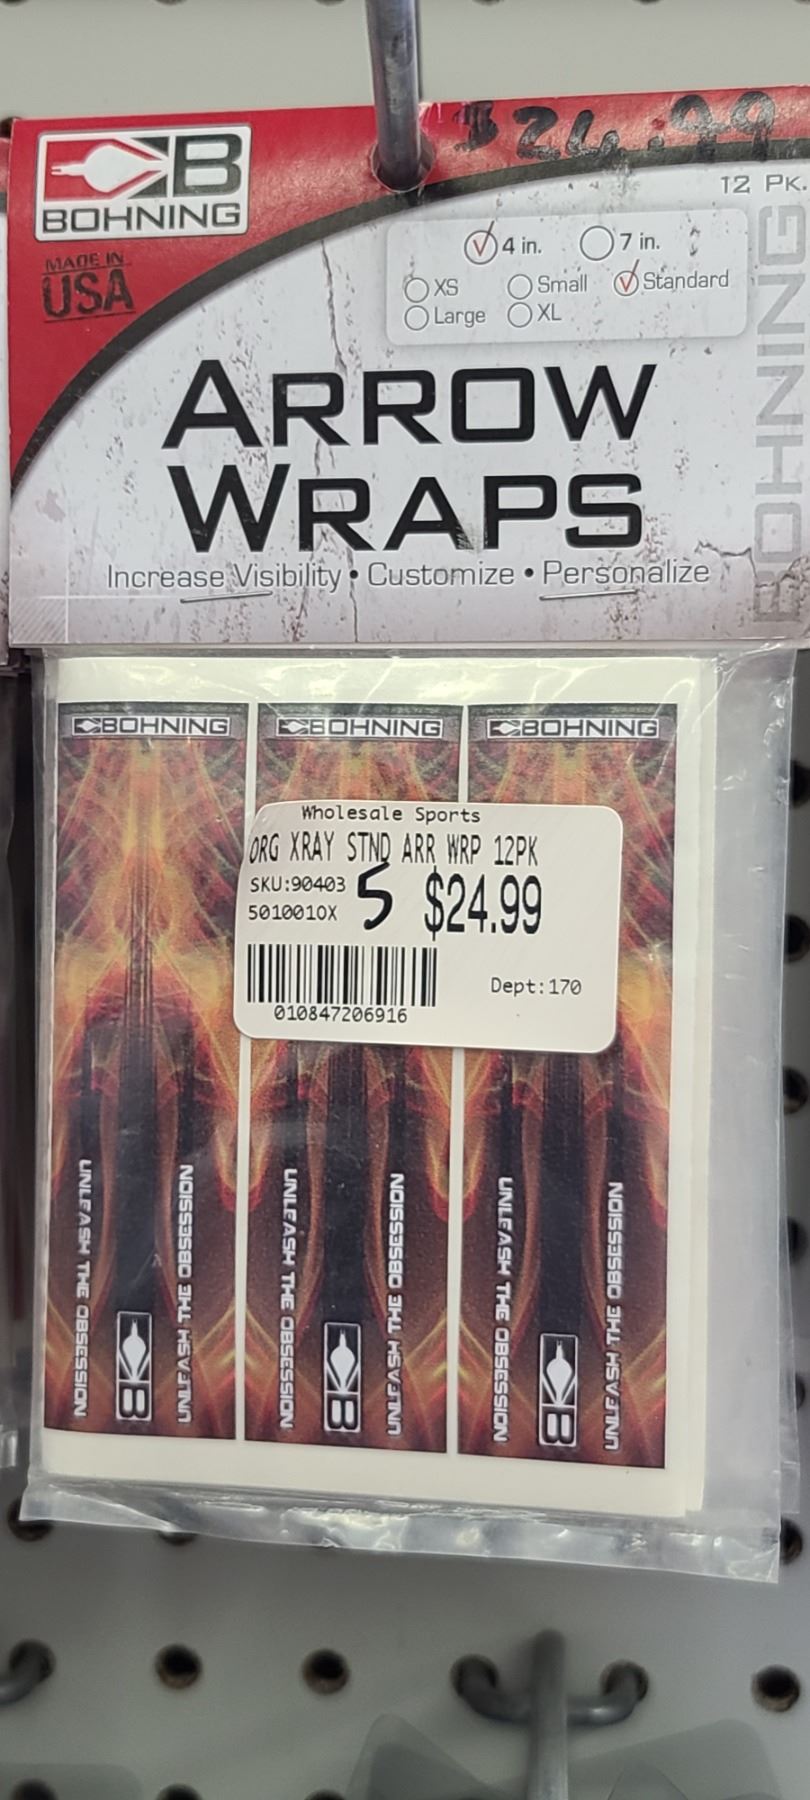 $24.99
B
BOHNING
MADE IN
USA
12 PK.
4 in. 7 in.
XS Small Standard
Large XL
BOHNING
ARROW
WRAPS
Increase Visibility • Customize • Personalize
BOHNING BOHNING BOHNING
Wholesale Sports
ORG XRAY STND ARR WRP 12PK
SKU:90403
5010010X
5
$24.99
Dept:170
010847206916
UNLEASH THE OBSESSION
B
UNLEASH THE OBSESSION
UNLEASH THE OBSESSION
B
UNLEASH THE OBSESSION
UNLEASH THE OBSESSION
B
UNLEASH THE OBSESSION